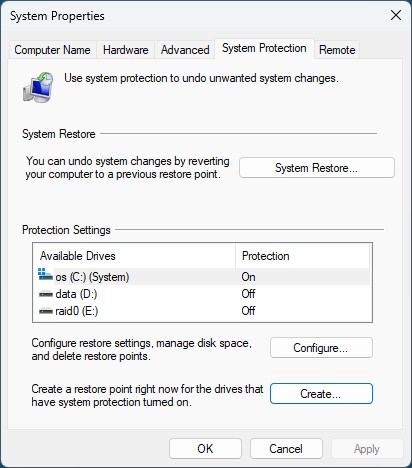 System Properties
Computer Name Hardware Advanced System Protection Remote
Use system protection to undo unwanted system changes.
System Restore
You can undo system changes by reverting
your computer to a previous restore point.
System Restore...
Protection Settings
Available Drives Protection
os (C:) (System) On
data (D:) Off
raid0 (E:) Off
Configure restore settings, manage disk space,
and delete restore points.
Configure...
Create a restore point right now for the drives that
have system protection turned on.
Create...
OK Cancel Apply